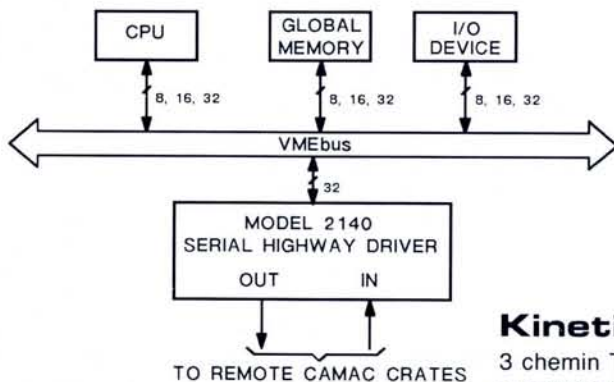 CPU
GLOBAL
MEMORY
I/O
DEVICE
8, 16, 32
8, 16, 32
8, 16, 32
VMEbus
32
MODEL 2140
SERIAL HIGHWAY DRIVER
OUT IN
TO REMOTE CAMAC CRATES
Kineti
3 chemin